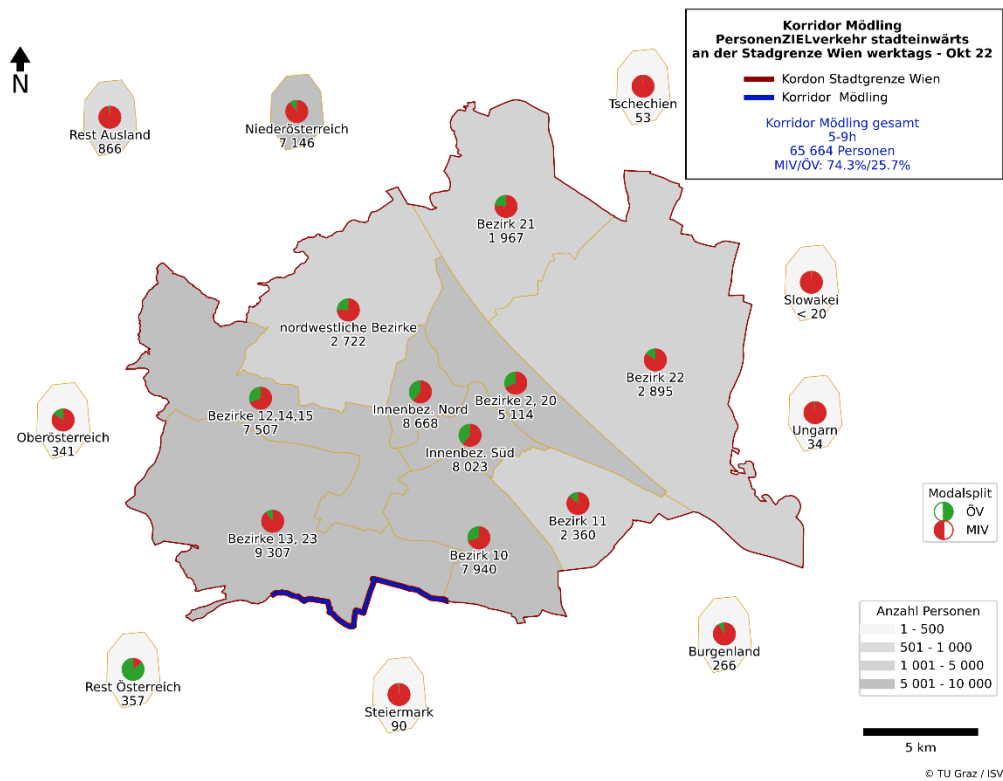 Korridor Mödling
PersonenZIELverkehr stadteinwärts
an der Stadgrenze Wien werktags - Okt 22
Kordon Stadtgrenze Wien
Korridor Mödling
Korridor Mödling gesamt
5-9h
65 664 Personen
MIV/ÖV: 74.3%/25.7%
N
Rest Ausland
866
Niederösterreich
7 146
Tschechien
53
Bezirk 21
1 967
Slowakei
< 20
nordwestliche Bezirke
2 722
Bezirk 22
2 895
Bezirke 12,14,15
7 507
Innenbez. Nord
8 668
Bezirke 2, 20
5 114
Oberösterreich
341
Innenbez. Süd
8 023
Ungarn
34
Bezirk 11
2 360
Bezirke 13, 23
9 307
Bezirk 10
7 940
Modalsplit
ÖV
MIV
Anzahl Personen
1 - 500
501 - 1 000
1 001 - 5 000
5 001 - 10 000
Burgenland
266
Rest Österreich
357
Steiermark
90
5 km
© TU Graz / ISV